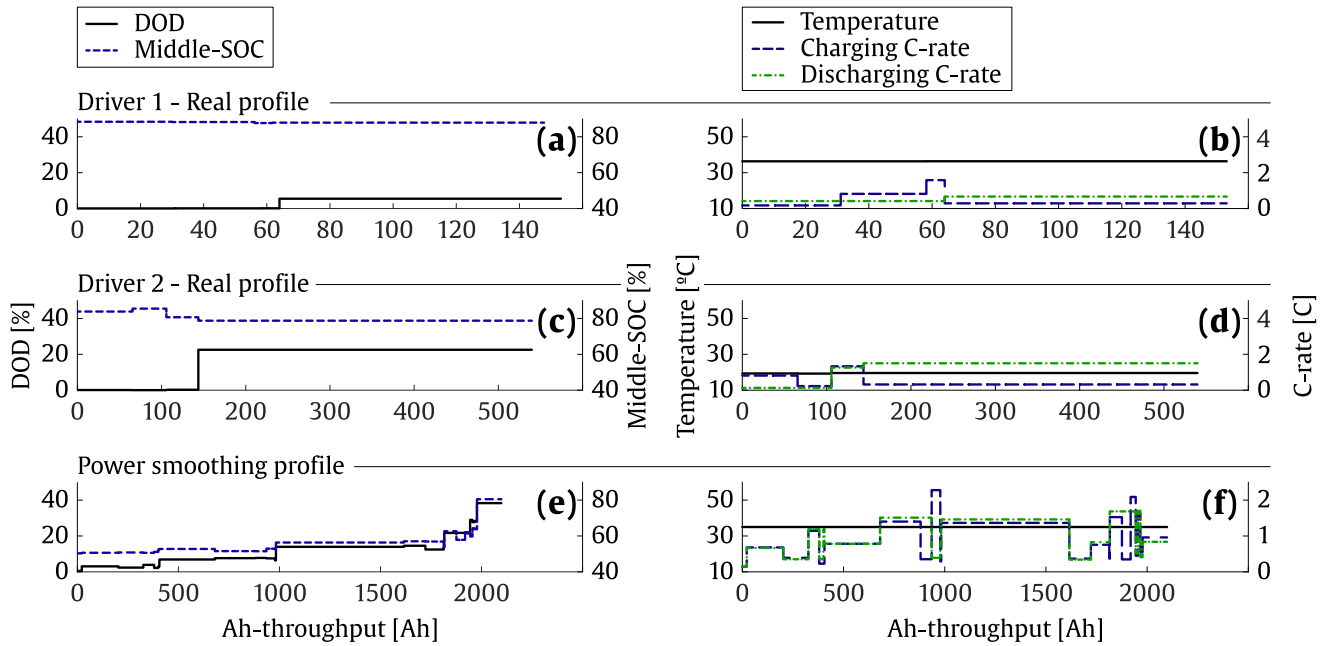 DOD
Middle-SOC
Temperature
Charging C-rate
Discharging C-rate
Driver 1 - Real profile
40
20
0
(a)
80
60
40
0 20 40 60 80 100 120 140
50
30
10
(b)
4
2
0
0 20 40 60 80 100 120 140
Driver 2 - Real profile
DOD [%]
40
20
0
(c)
80
60
40
Middle-SOC [%]
0 100 200 300 400 500
Temperature [ºC]
50
30
10
(d)
4
2
0
C-rate [C]
0 100 200 300 400 500
Power smoothing profile
40
20
0
(e)
80
60
40
0 500 1000 1500 2000
Ah-throughput [Ah]
50
30
10
(f)
2
1
0
0 500 1000 1500 2000
Ah-throughput [Ah]